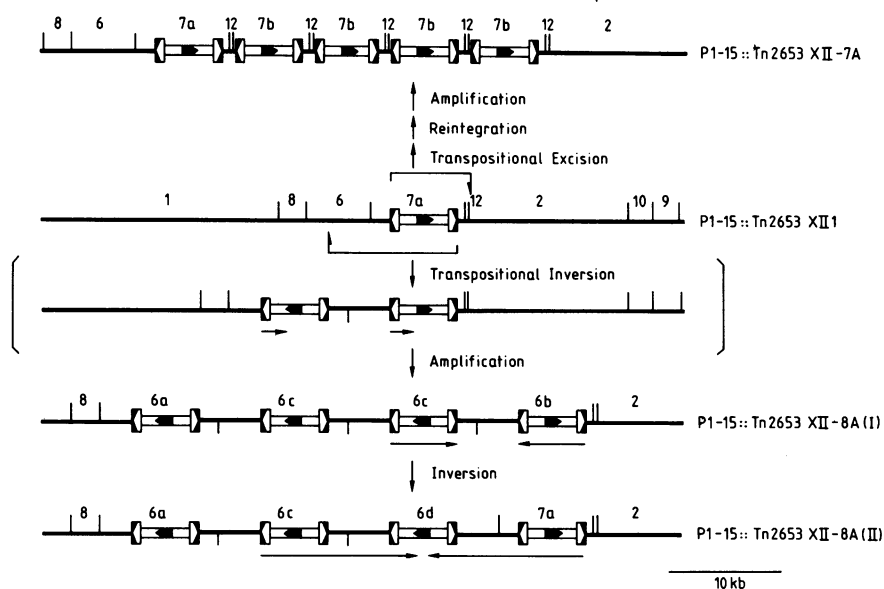 8 6 7a 12 7b 12 7b 12 7b 12 7b 12 2 P1-15::Tn2653 XII-7A
Amplification
Reintegration
Transpositional Excision
1 8 6 7a 12 2 10 9 P1-15::Tn2653 XII1
Transpositional Inversion
Amplification
8 6a 6c 6c 6b 2 P1-15::Tn2653 XII-8A(I)
Inversion
8 6a 6c 6d 7a 2 P1-15::Tn2653 XII-8A(II)
10 kb